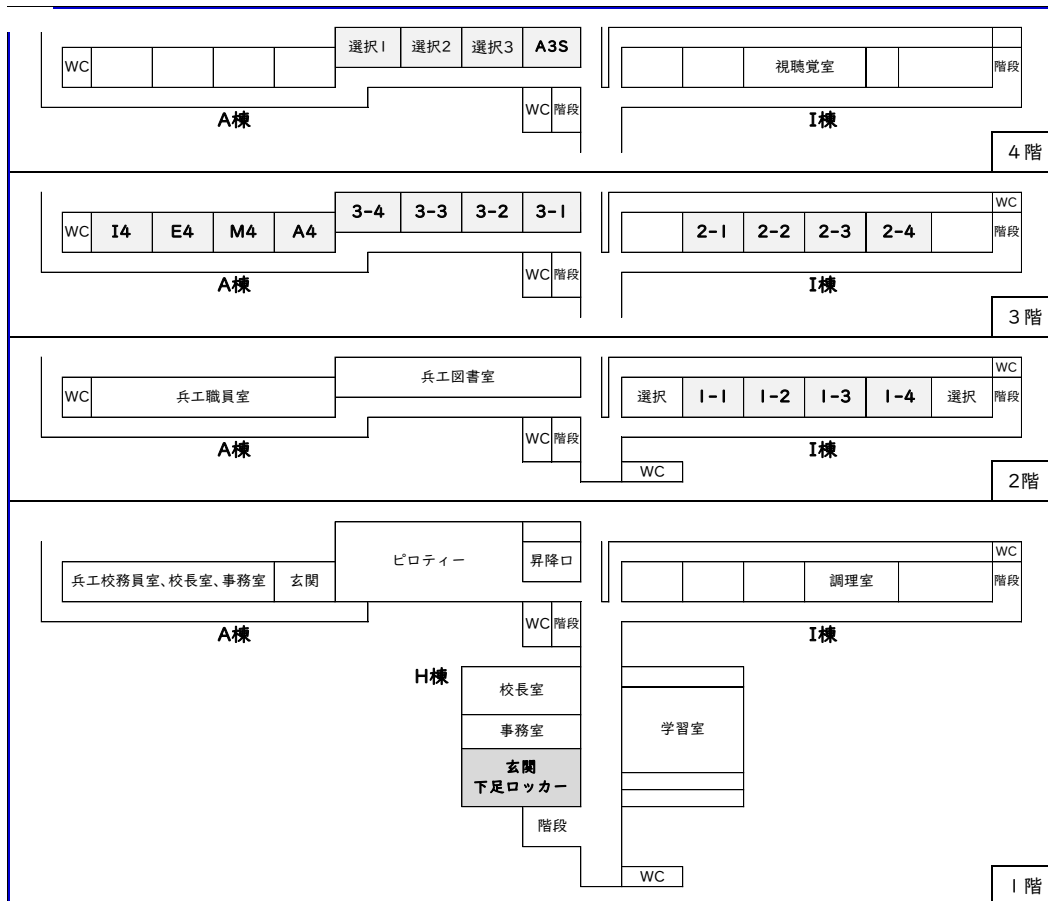 選択1 選択2 選択3 A3S
WC 視聴覚室 階段
WC 階段
A棟 I棟
4階
3-4 3-3 3-2 3-1 WC
WC I4 E4 M4 A4 2-1 2-2 2-3 2-4 階段
WC 階段
A棟 I棟
3階
兵工図書室 WC
WC 兵工職員室 選択 1-1 1-2 1-3 1-4 選択 階段
WC 階段
A棟 I棟
WC
2階
ピロティー 昇降口 WC
兵工校務員室、校長室、事務室 玄関 調理室 階段
WC 階段
A棟 I棟
H棟
校長室
事務室 学習室
玄関
下足ロッカー
階段
WC
1階